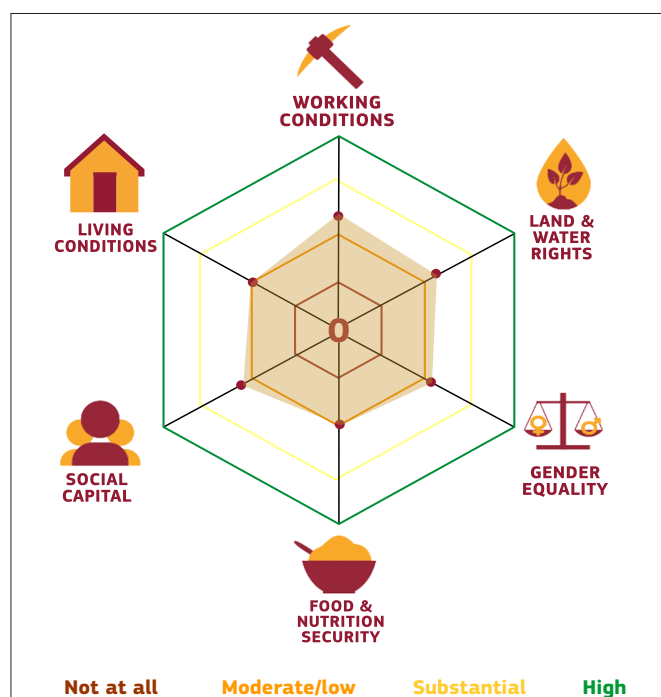 WORKING
CONDITIONS
LIVING
CONDITIONS
LAND &
WATER
RIGHTS
0
SOCIAL
CAPITAL
GENDER
EQUALITY
FOOD &
NUTRITION
SECURITY
Not at all Moderate/low Substantial High